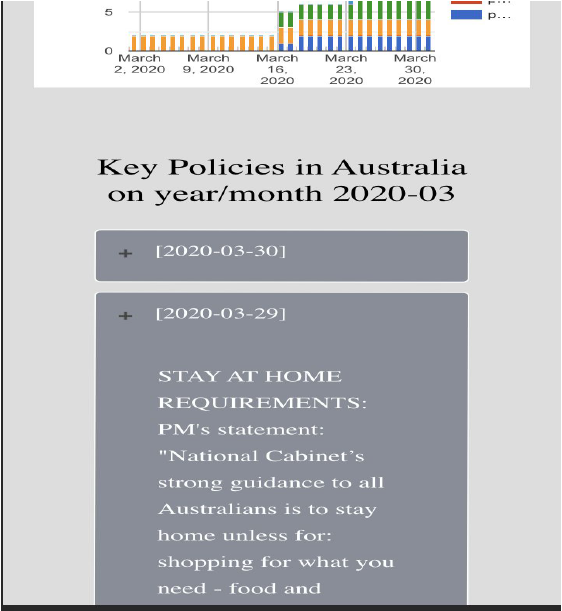 p...
p...
5
0
March March March March March
2, 2020 9, 2020 16, 23, 30,
2020 2020 2020
Key Policies in Australia
on year/month 2020-03
+ [2020-03-30]
+ [2020-03-29]
STAY AT HOME
REQUIREMENTS:
PM's statement:
"National Cabinet’s
strong guidance to all
Australians is to stay
home unless for:
shopping for what you
need - food and